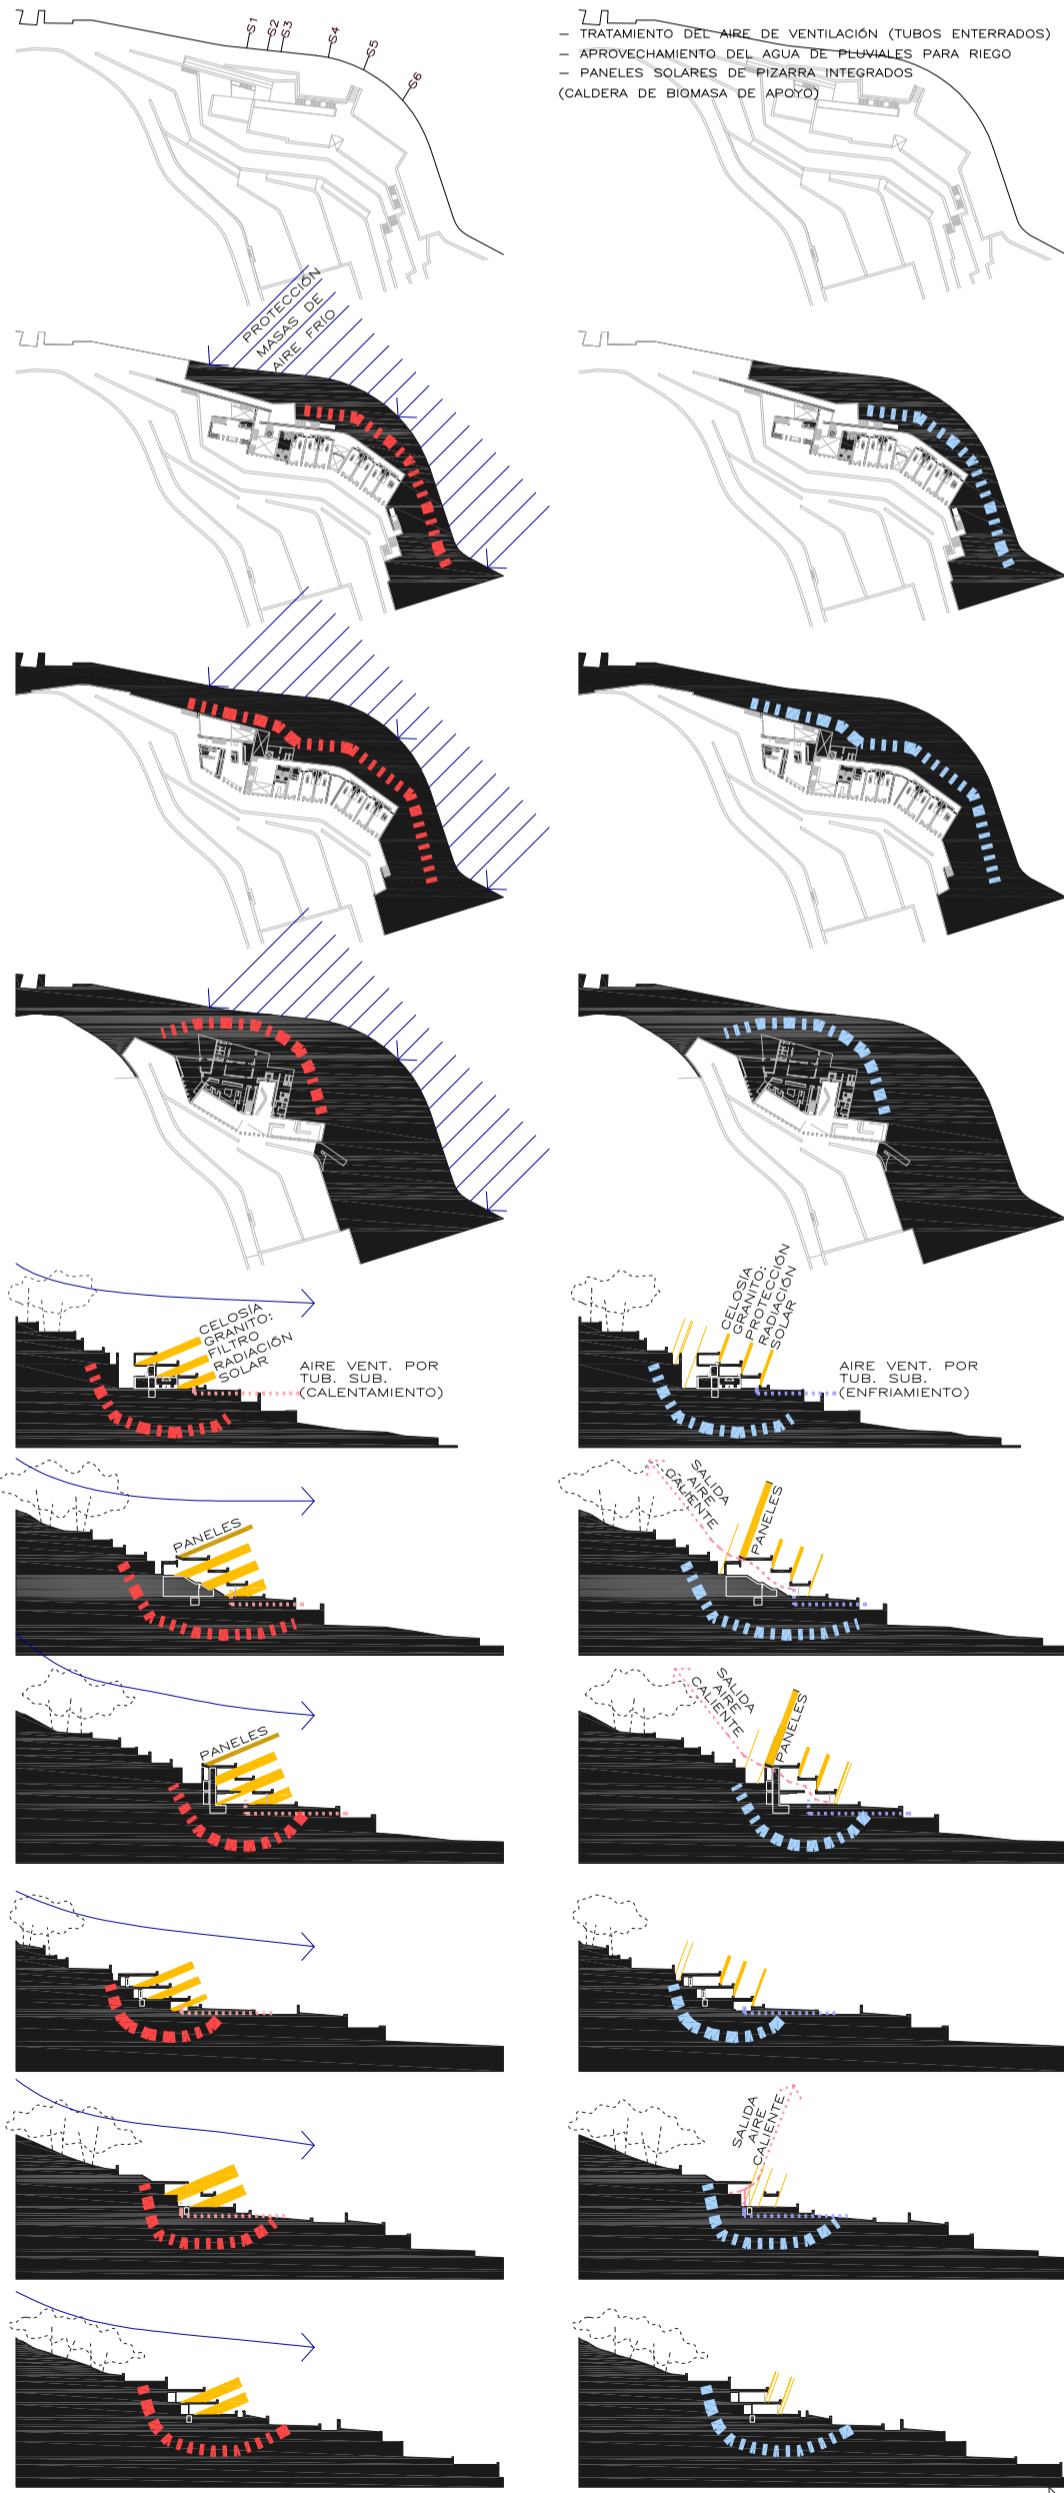 S1
S2
S3
S4
S5
S6
– TRATAMIENTO DEL AIRE DE VENTILACIÓN (TUBOS ENTERRADOS)
– APROVECHAMIENTO DEL AGUA DE PLUVIALES PARA RIEGO
– PANELES SOLARES DE PIZARRA INTEGRADOS
(CALDERA DE BIOMASA DE APOYO)
PROTECCIÓN
MASAS DE
AIRE FRÍO
CELOSÍA
GRANITO:
FILTRO
RADIACIÓN
SOLAR
AIRE VENT. POR
TUB. SUB.
(CALENTAMIENTO)
CELOSÍA
GRANITO:
PROTECCIÓN
RADIACIÓN
SOLAR
AIRE VENT. POR
TUB. SUB.
(ENFRIAMIENTO)
PANELES
SALIDA
AIRE
CALIENTE
PANELES
PANELES
SALIDA
AIRE
CALIENTE
PANELES
SALIDA
AIRE
CALIENTE